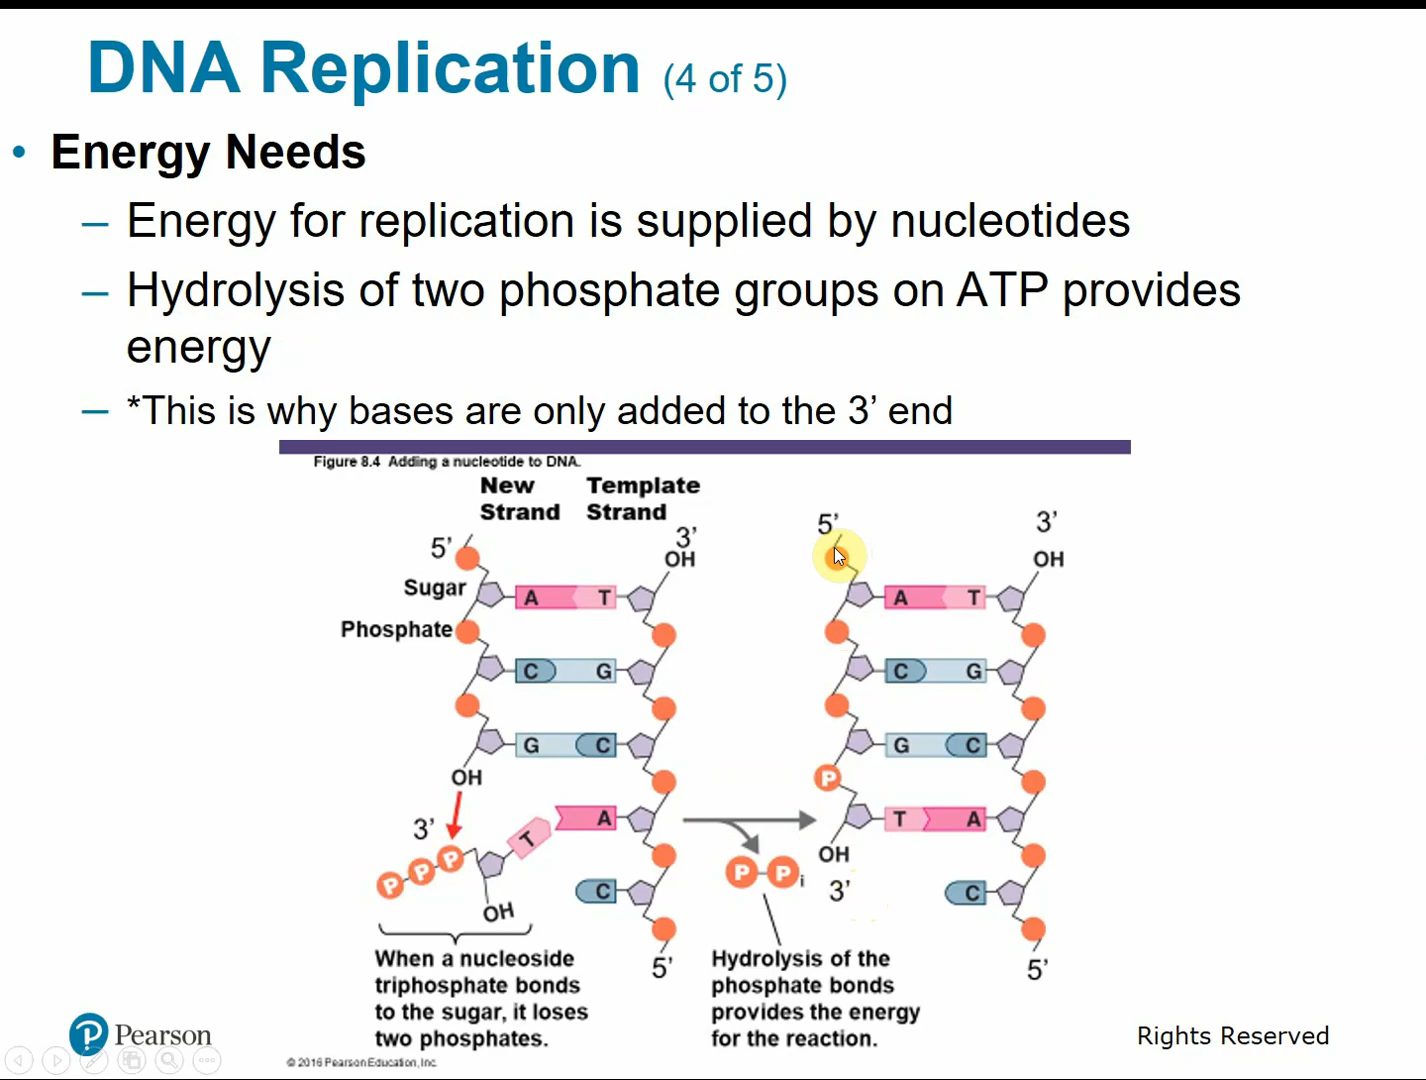 DNA Replication (4 of 5)
• Energy Needs
– Energy for replication is supplied by nucleotides
– Hydrolysis of two phosphate groups on ATP provides
energy
– *This is why bases are only added to the 3’ end
Figure 8.4 Adding a nucleotide to DNA.
New Template
Strand Strand
5’ 3’
OH
Sugar
A T
Phosphate
C G
G C
OH
3’
T A
P P P
OH
C
5’
When a nucleoside
triphosphate bonds
to the sugar, it loses
two phosphates.
P P i
Hydrolysis of the
phosphate bonds
provides the energy
for the reaction.
5’ 3’
OH
A T
C G
G C
P
T A
OH
3’
C
5’
P Pearson
Rights Reserved
© 2016 Pearson Education, Inc.